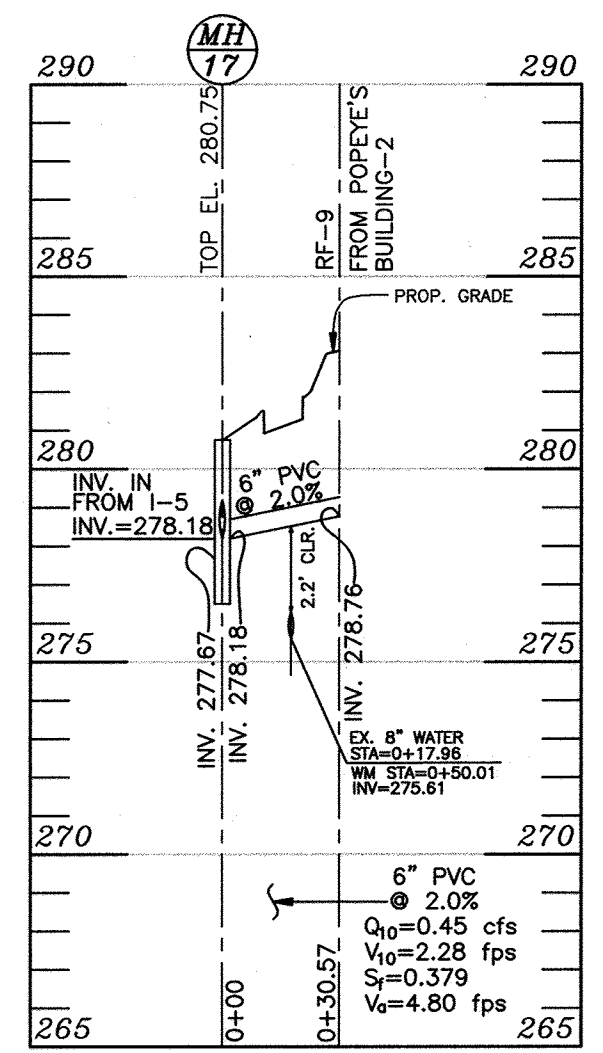 MH
17
290
290
TOP EL. 280.75
RF-9
FROM POPEYE'S
BUILDING-2
285
285
PROP. GRADE
280
280
INV. IN
FROM I-5
INV.=278.18
6" PVC
@ 2.0%
2.2' CLR.
275
275
INV. 277.67
INV. 278.18
INV. 278.76
EX. 8" WATER
STA=0+17.96
WM STA=0+50.01
INV=275.61
270
270
6" PVC
@ 2.0%
Q10=0.45 cfs
V10=2.28 fps
Sf=0.379
Va=4.80 fps
0+00
0+30.57
265
265